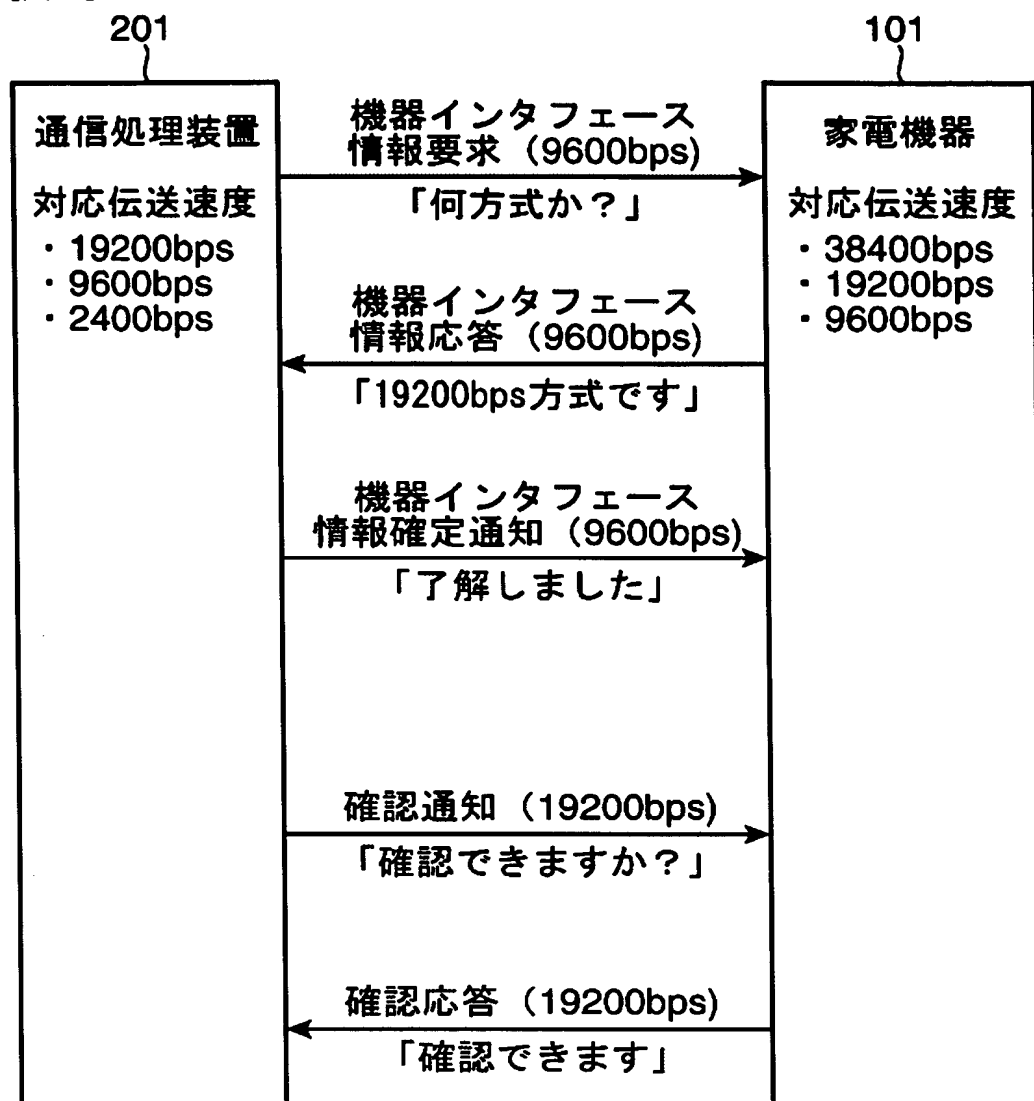 201
101
通信処理装置
対応伝送速度
・19200bps
・9600bps
・2400bps
機器インタフェース
情報要求（9600bps)
「何方式か？」
機器インタフェース
情報応答（9600bps)
「19200bps方式です」
機器インタフェース
情報確定通知（9600bps)
「了解しました」
確認通知（19200bps)
「確認できますか？」
確認応答（19200bps)
「確認できます」
家電機器
対応伝送速度
・38400bps
・19200bps
・9600bps